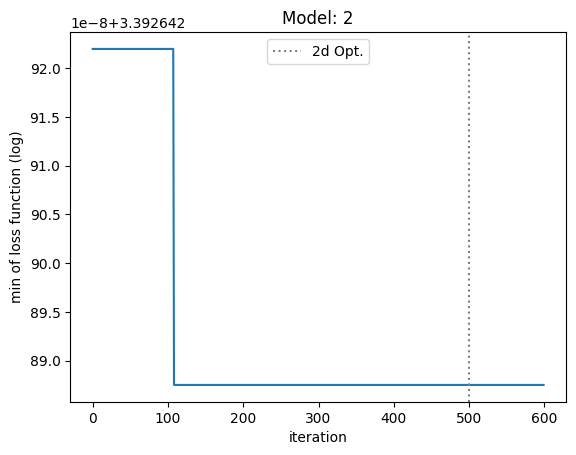 Model: 2
1e-8+3.392642
2d Opt.
92.0
91.5
91.0
90.5
90.0
89.5
89.0
min of loss function (log)
0 100 200 300 400 500 600
iteration